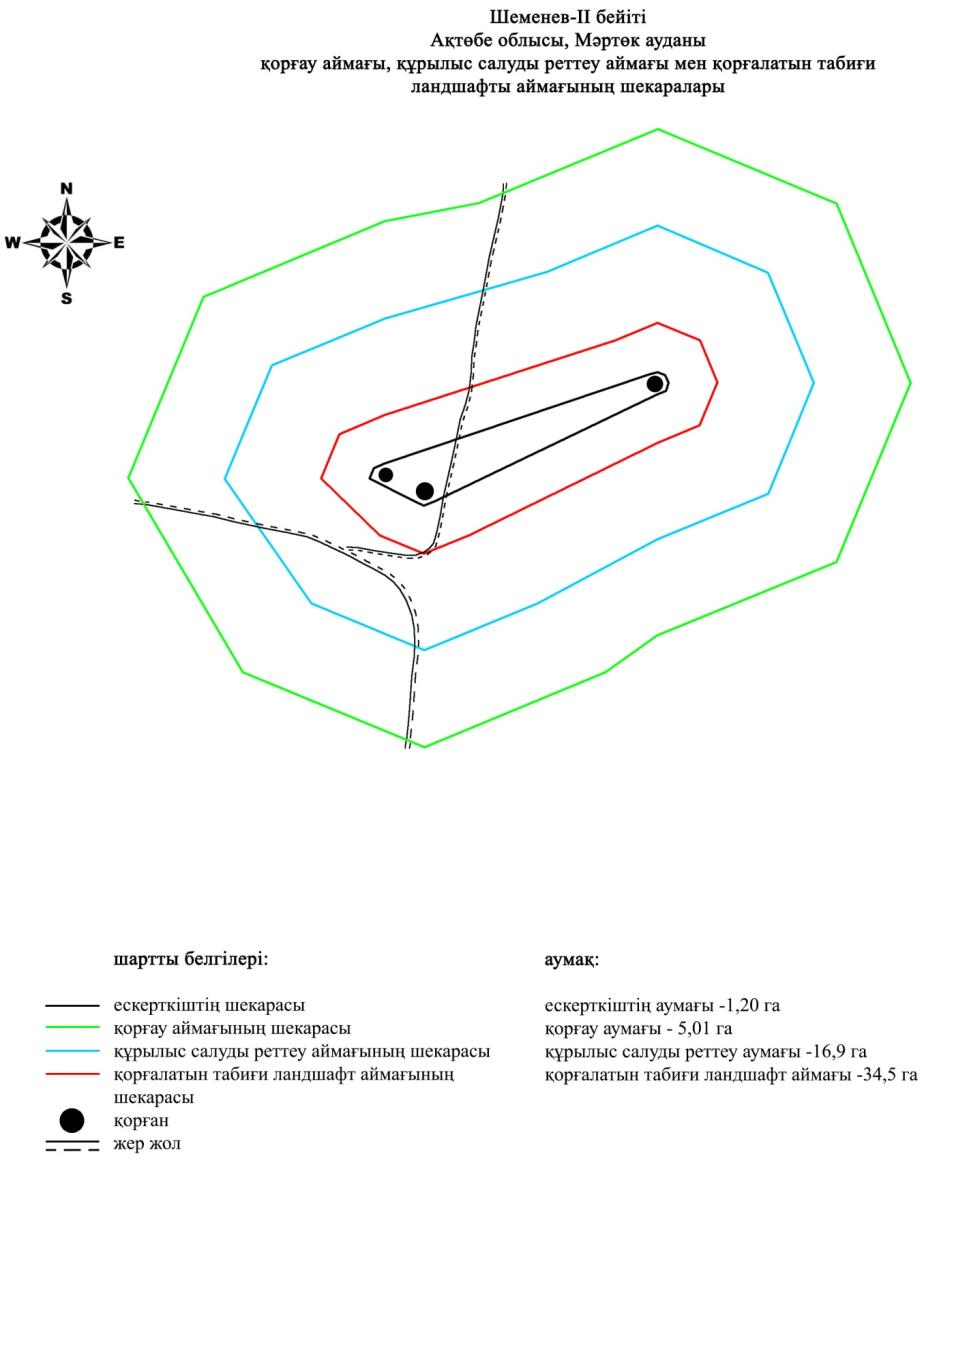 Шеменев-II бейіті
Ақтөбе облысы, Мәртөк ауданы
қорғау аймағы, құрылыс салуды реттеу аймағы мен қорғалатын табиғи
ландшафты аймағының шекаралары
N
W
E
S
шартты белгілері:
ескерткіштің шекарасы
қорғау аймағының шекарасы
құрылыс салуды реттеу аймағының шекарасы
қорғалатын табиғи ландшафт аймағының
шекарасы
қорған
жер жол
аумақ:
ескерткіштің аумағы -1,20 га
қорғау аумағы - 5,01 га
құрылыс салуды реттеу аумағы -16,9 га
қорғалатын табиғи ландшафт аймағы -34,5 га